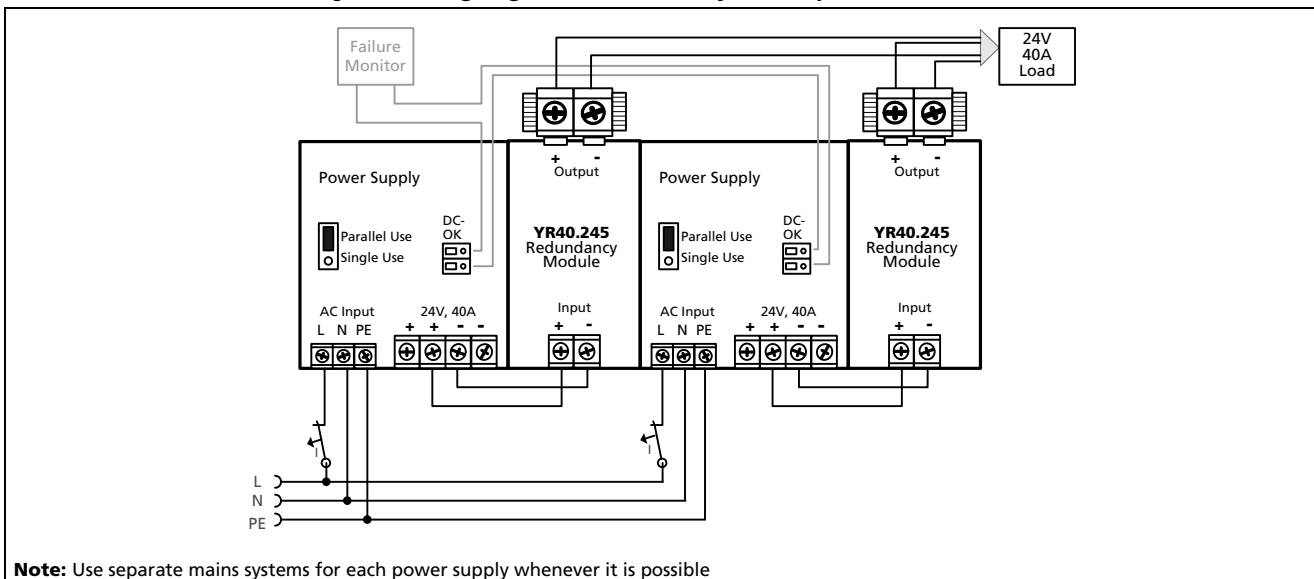 Failure
Monitor
24V
40A
Load
+ -
Output
Power Supply
Parallel Use
Single Use
DC-
OK
YR40.245
Redundancy
Module
AC Input
L N PE
24V, 40A
+ + - -
Input
+ -
Power Supply
Parallel Use
Single Use
DC-
OK
+ -
Output
YR40.245
Redundancy
Module
AC Input
L N PE
24V, 40A
+ + - -
Input
+ -
I
I
L
N
PE
Note: Use separate mains systems for each power supply whenever it is possible